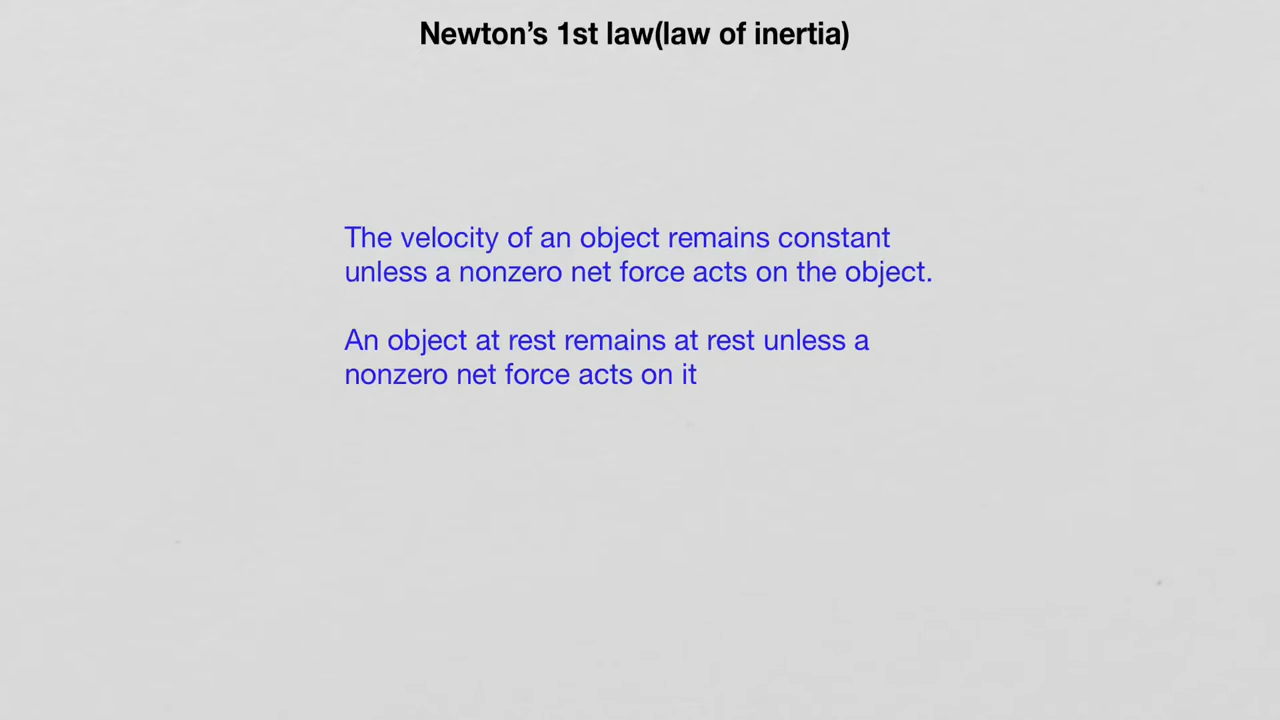 Newton’s 1st law(law of inertia)
The velocity of an object remains constant
unless a nonzero net force acts on the object.
An object at rest remains at rest unless a
nonzero net force acts on it